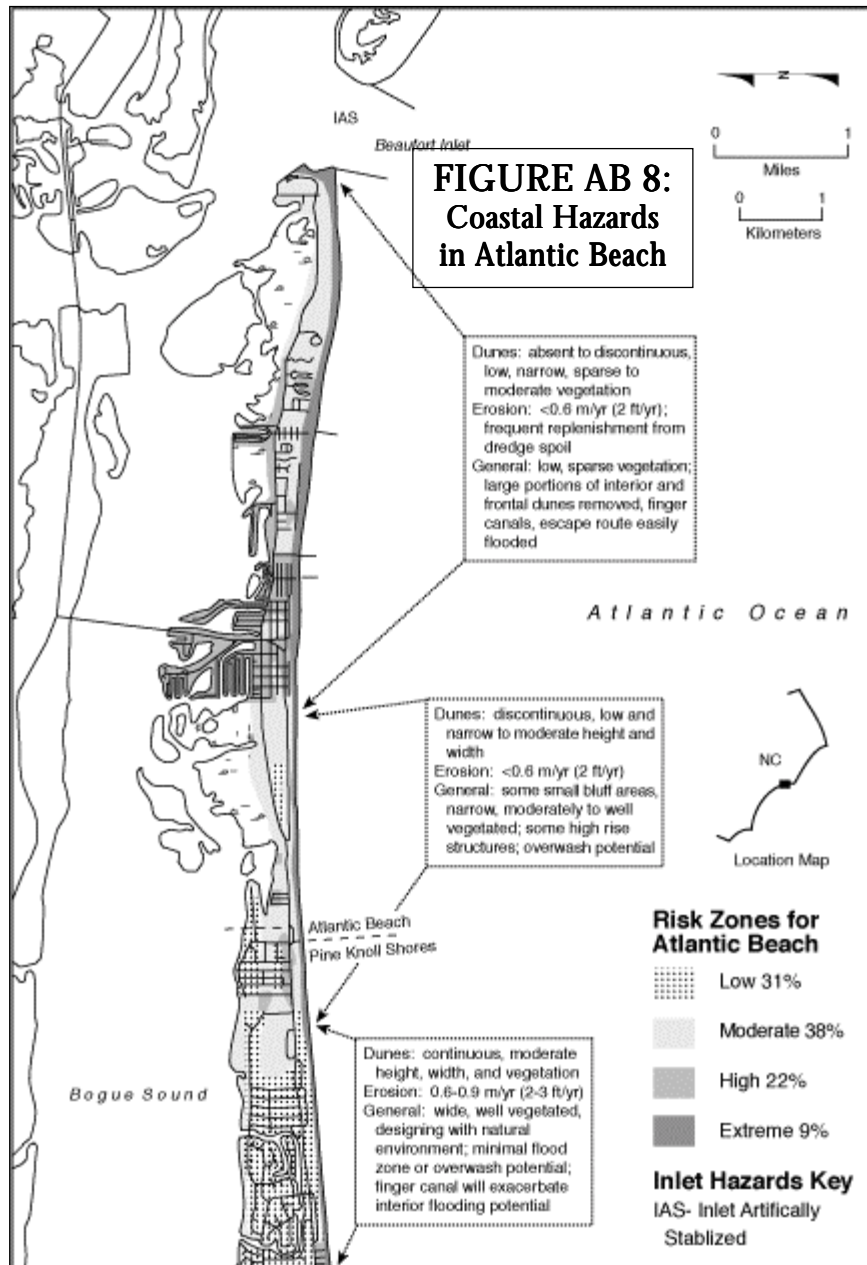 IAS
Beaufort Inlet
FIGURE AB 8:
Coastal Hazards
in Atlantic Beach
N
0 1
Miles
0 1
Kilometers
Dunes: absent to discontinuous,
low, narrow, sparse to
moderate vegetation
Erosion: <0.6 m/yr (2 ft/yr);
frequent replenishment from
dredge spoil
General: low, sparse vegetation;
large portions of interior and
frontal dunes removed, finger
canals, escape route easily
flooded
Atlantic Ocean
Dunes: discontinuous, low and
narrow to moderate height and
width
Erosion: <0.6 m/yr (2 ft/yr)
General: some small bluff areas,
narrow, moderately to well
vegetated; some high rise
structures; overwash potential
NC
Location Map
Atlantic Beach
Pine Knoll Shores
Dunes: continuous, moderate
height, width, and vegetation
Erosion: 0.6-0.9 m/yr (2-3 ft/yr)
General: wide, well vegetated,
designing with natural
environment; minimal flood
zone or overwash potential;
finger canal will exacerbate
interior flooding potential
Bogue Sound
Risk Zones for
Atlantic Beach
Low 31%
Moderate 38%
High 22%
Extreme 9%
Inlet Hazards Key
IAS- Inlet Artifically
Stablized